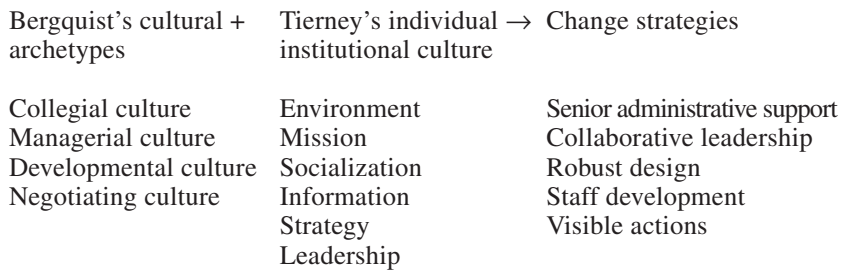 Bergquist’s cultural + Tierney’s individual → Change strategies
archetypes institutional culture
Collegial culture Environment Senior administrative support
Managerial culture Mission Collaborative leadership
Developmental culture Socialization Robust design
Negotiating culture Information Staff development
Strategy Visible actions
Leadership